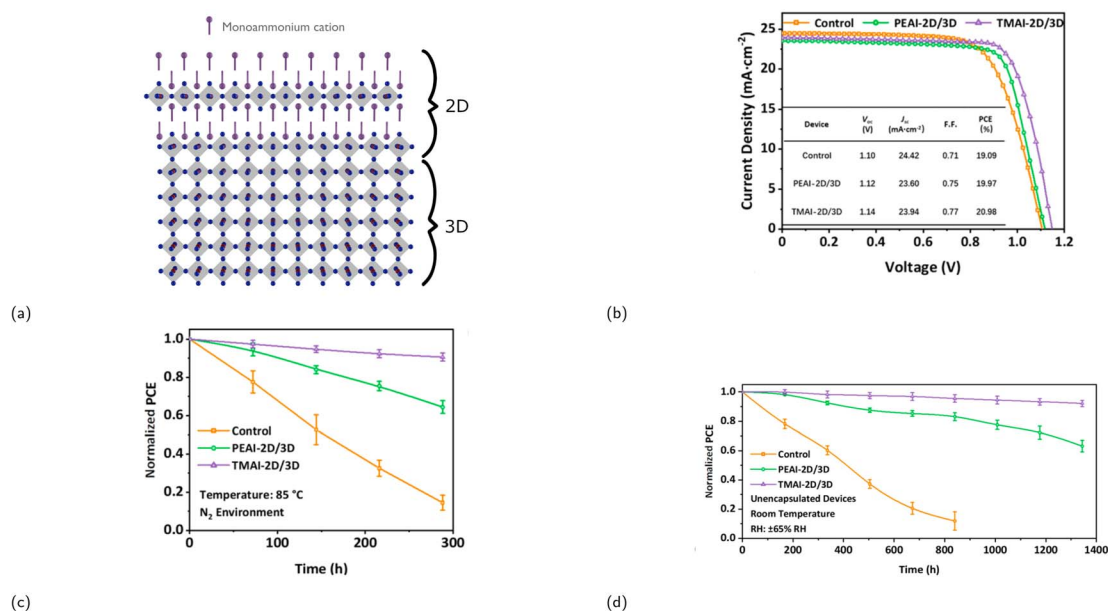 Monoammonium cation
2D
3D
(a)
Control PEAI-2D/3D TMAI-2D/3D
Current Density (mA·cm⁻²)
25
20
15
10
5
0
Device Voc (V) Jsc (mA·cm⁻²) F.F. PCE (%)
Control 1.10 24.42 0.71 19.09
PEAI-2D/3D 1.12 23.60 0.75 19.97
TMAI-2D/3D 1.14 23.94 0.77 20.98
0.0 0.2 0.4 0.6 0.8 1.0 1.2
Voltage (V)
(b)
Normalized PCE
1.0
0.8
0.6
0.4
0.2
0.0
Control
PEAI-2D/3D
TMAI-2D/3D
Temperature: 85 °C
N₂ Environment
0 100 200 300
Time (h)
(c)
Normalized PCE
1.0
0.8
0.6
0.4
0.2
0.0
Control
PEAI-2D/3D
TMAI-2D/3D
Unencapsulated Devices
Room Temperature
RH: ±65% RH
0 200 400 600 800 1000 1200 1400
Time (h)
(d)